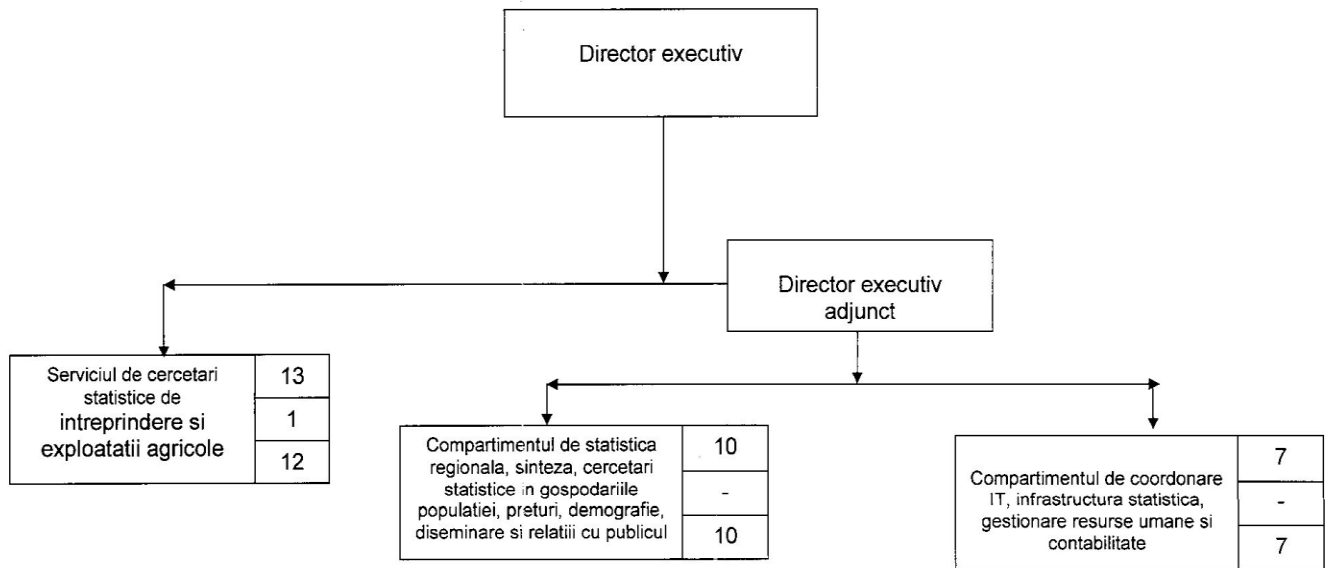 Director executiv
Director executiv
adjunct
Serviciul de cercetari
statistice de
intreprindere si
exploatatii agricole
13
1
12
Compartimentul de statistica
regionala, sinteza, cercetari
statistice in gospodariile
populatiei, preturi, demografie,
diseminare si relatiii cu publicul
10
-
10
Compartimentul de coordonare
IT, infrastructura statistica,
gestionare resurse umane si
contabilitate
7
-
7